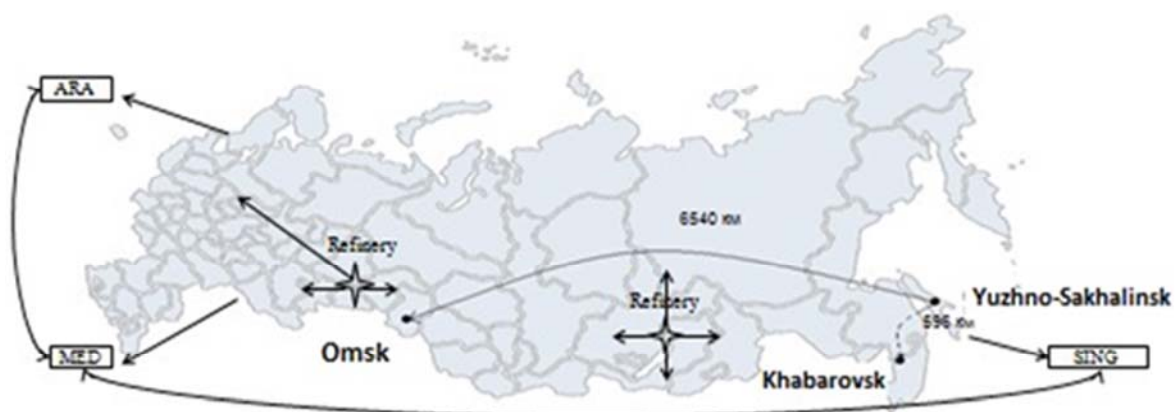 ARA
6540 км
Refinery
Refinery
Yuzhno-Sakhalinsk
696 км
Omsk
MED
SING
Khabarovsk